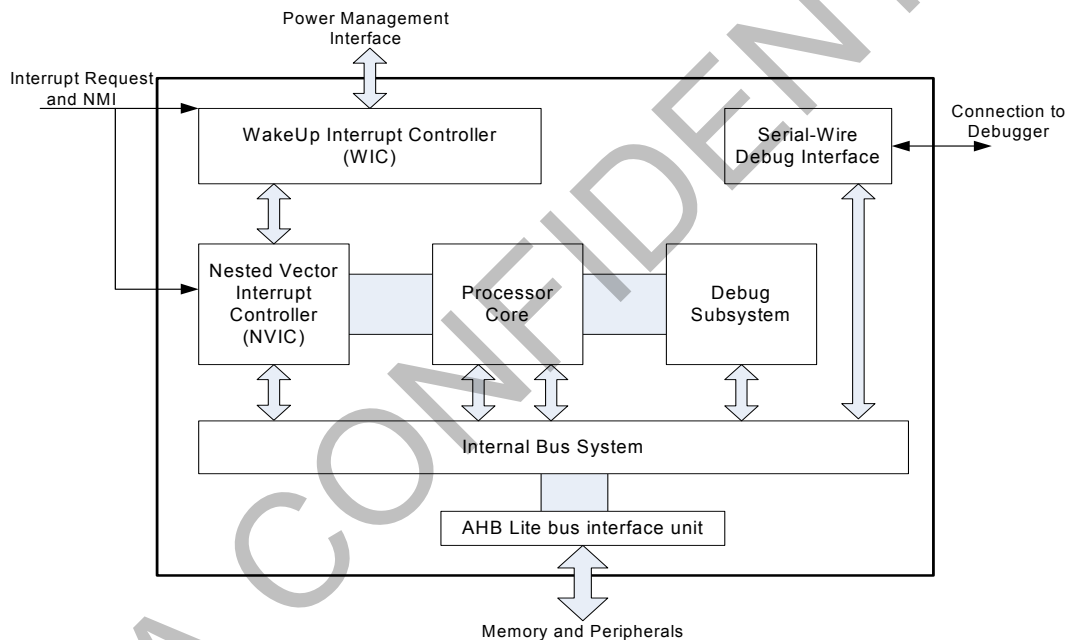 Power Management
Interface
Interrupt Request
and NMI
WakeUp Interrupt Controller
(WIC)
Serial-Wire
Debug Interface
Connection to
Debugger
Nested Vector
Interrupt
Controller
(NVIC)
Processor
Core
Debug
Subsystem
Internal Bus System
AHB Lite bus interface unit
Memory and Peripherals
A CONFIDENT